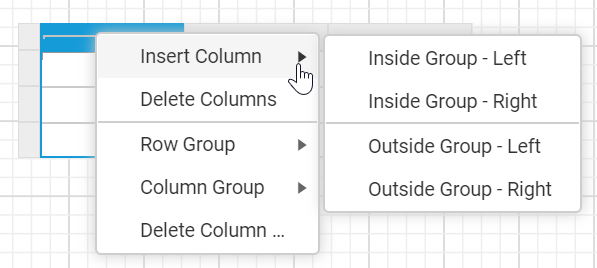 Insert Column
Delete Columns
Row Group
Column Group
Delete Column ...
Inside Group - Left
Inside Group - Right
Outside Group - Left
Outside Group - Right